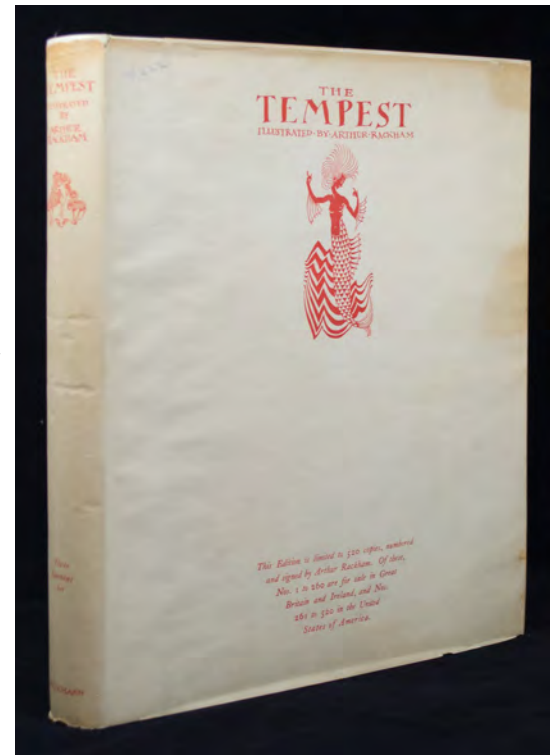 THE
TEMPEST
ILLUSTRATED
BY
ARTHUR
RACKHAM
THE
TEMPEST
ILLUSTRATED·BY·ARTHUR·RACKHAM
This Edition is limited to 520 copies, numbered
and signed by Arthur Rackham. Of these,
Nos. 1 to 260 are for sale in Great
Britain and Ireland, and Nos.
261 to 520 in the United
States of America.